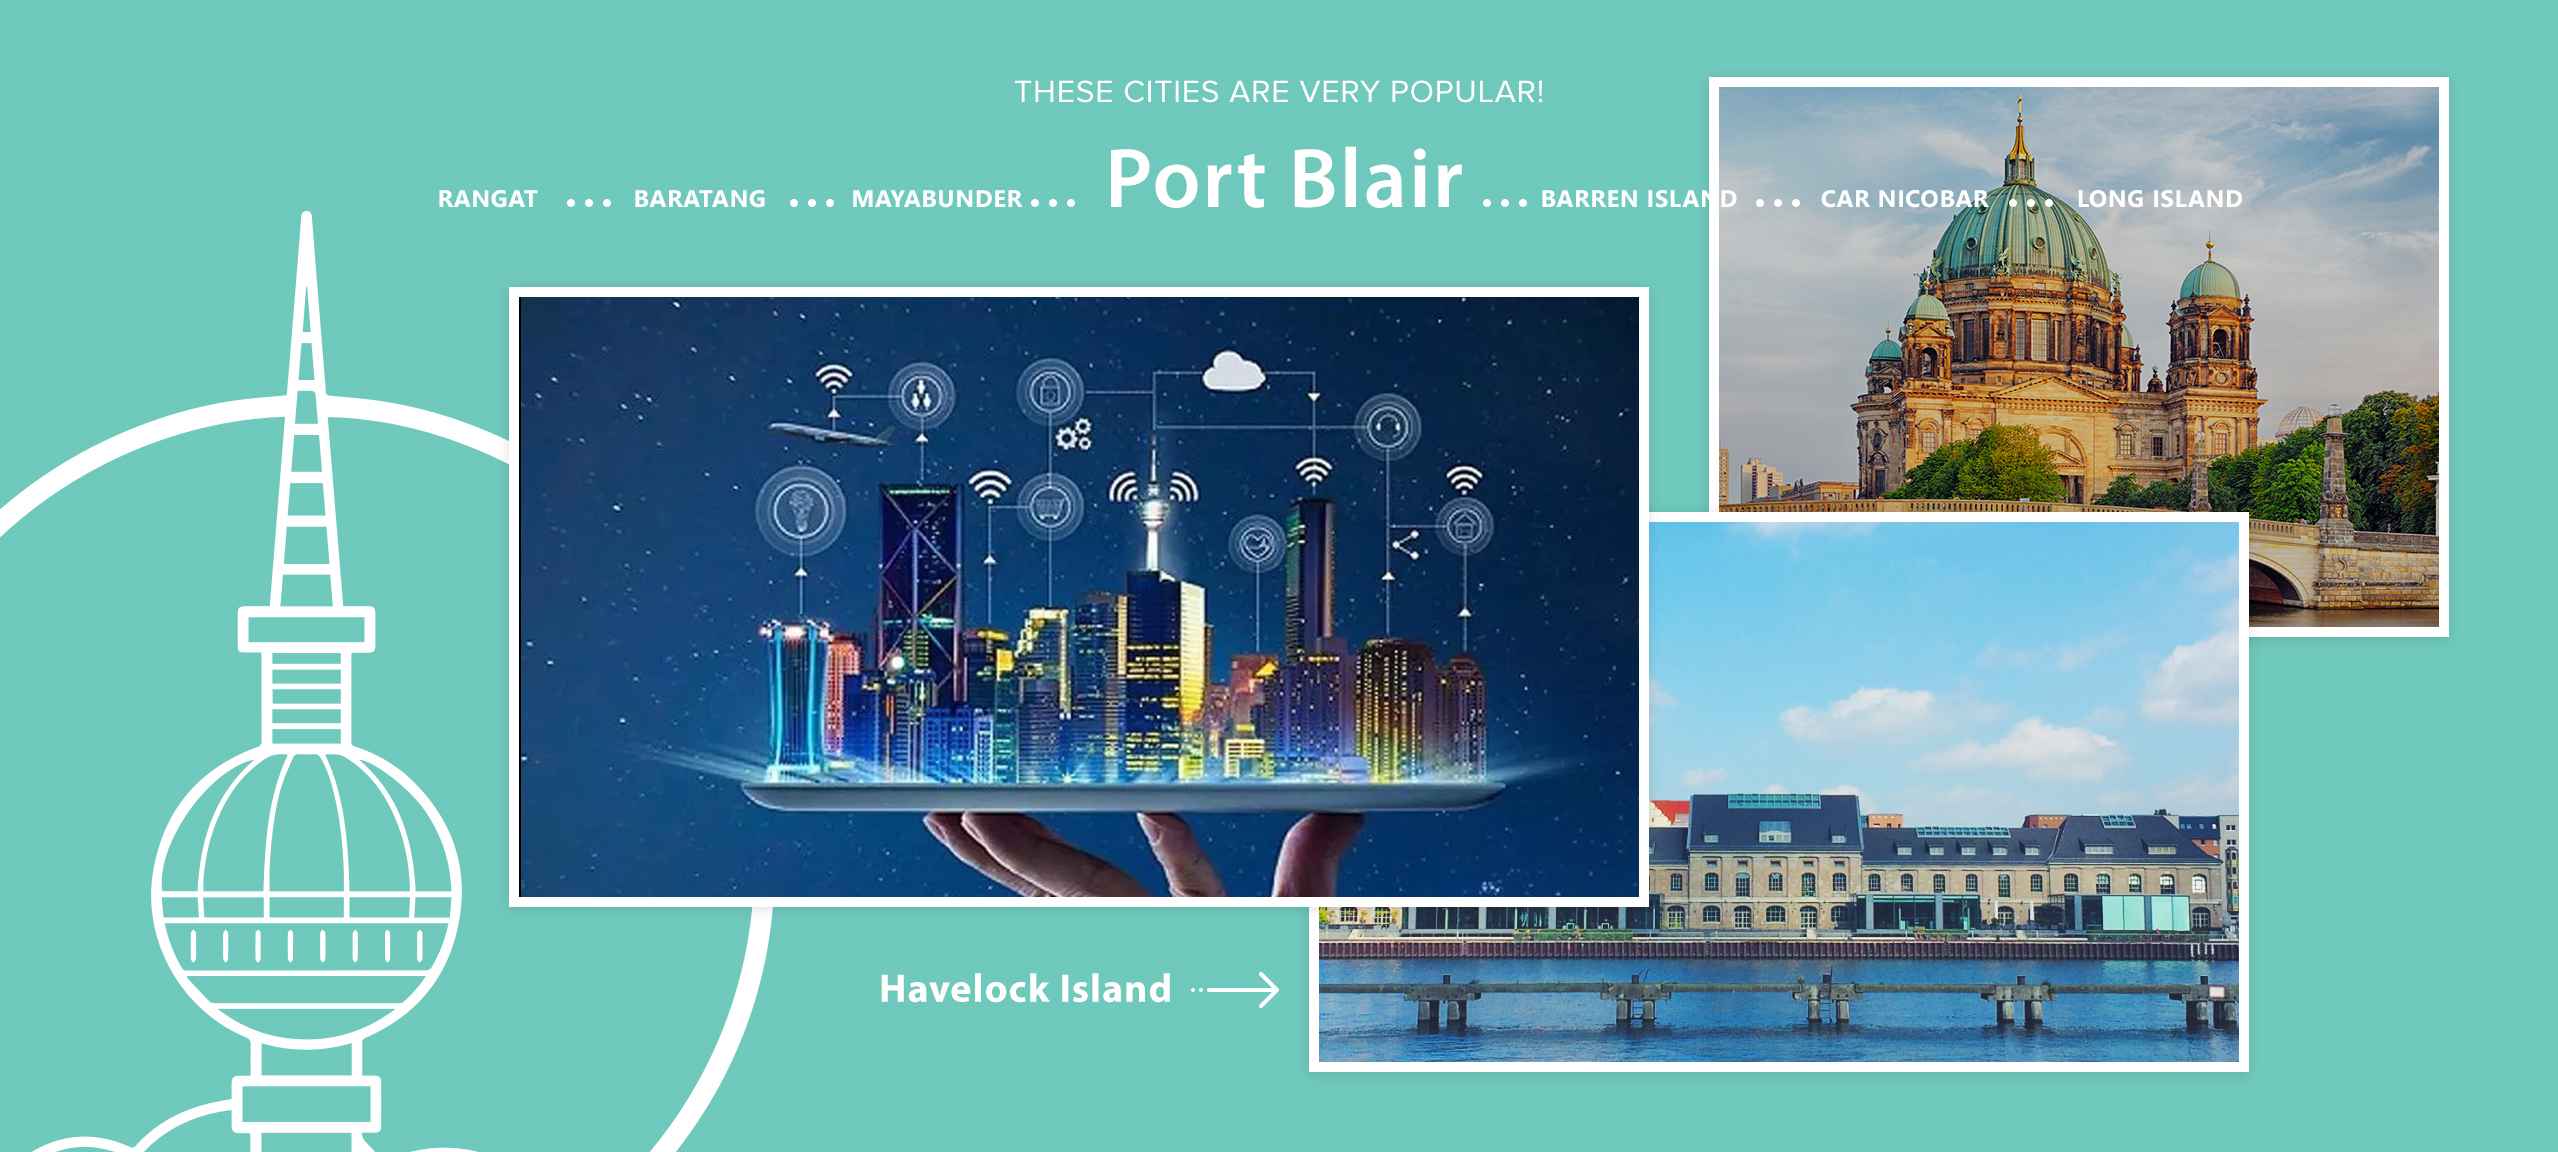 THESE CITIES ARE VERY POPULAR!
RANGAT ... BARATANG ... MAYABUNDER ... Port Blair ... BARREN ISLAND ... CAR NICOBAR ... LONG ISLAND
Havelock Island